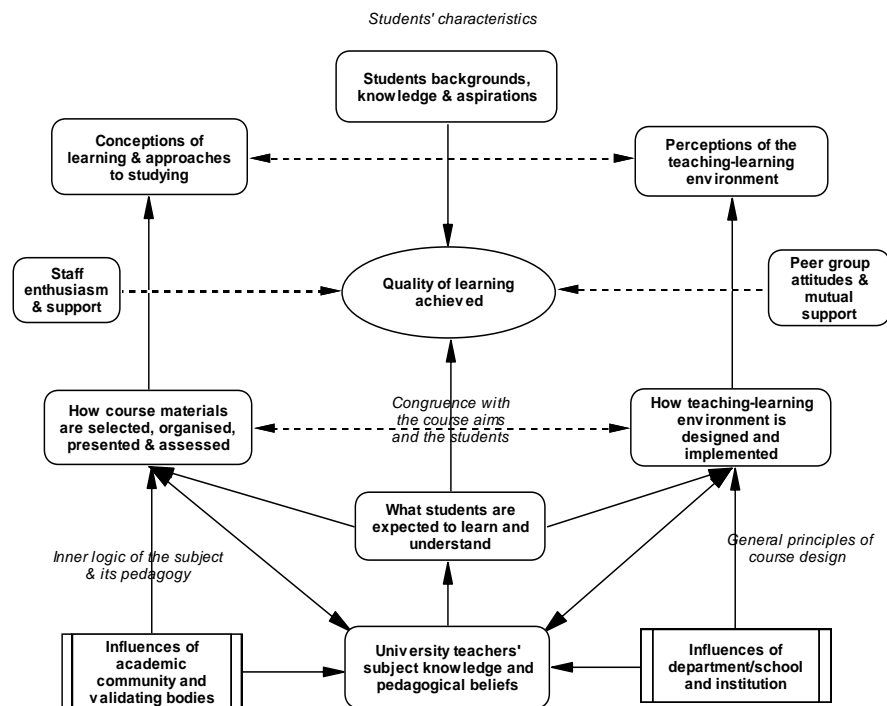 Students' characteristics
Students backgrounds,
knowledge & aspirations
Conceptions of
learning & approaches
to studying
Perceptions of the
teaching-learning
environment
Staff
enthusiasm
& support
Quality of learning
achieved
Peer group
attitudes &
mutual
support
How course materials
are selected, organised,
presented & assessed
Congruence with
the course aims
and the students
How teaching-learning
environment is
designed and
implemented
What students are
expected to learn and
understand
Inner logic of the subject
& its pedagogy
General principles of
course design
Influences of
academic
community and
validating bodies
University teachers'
subject knowledge and
pedagogical beliefs
Influences of
department/school
and institution